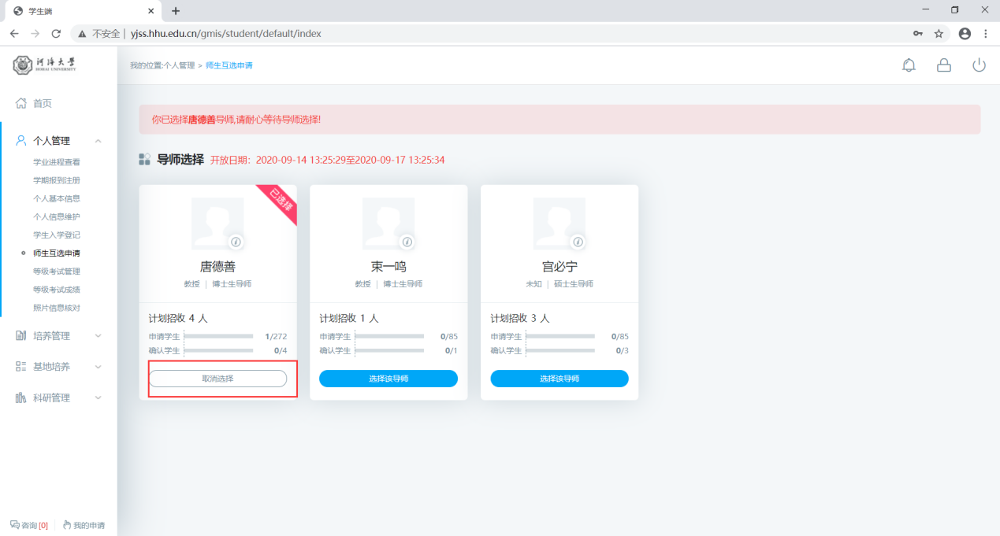 学生端
不安全 | yjss.hhu.edu.cn/gmis/student/default/index
河海大学
HOHAI UNIVERSITY
我的位置:个人管理 > 师生互选申请
首页
个人管理
学业进程查看
学期报到注册
个人基本信息
个人信息维护
学生入学登记
师生互选申请
等级考试管理
等级考试成绩
照片信息核对
培养管理
基地培养
科研管理
咨询[0]
我的申请
你已选择唐德善导师,请耐心等待导师选择!
导师选择 开放日期：2020-09-14 13:25:29至2020-09-17 13:25:34
已选择
唐德善
教授 | 博士生导师
计划招收 4 人
申请学生 1/272
确认学生 0/4
取消选择
束一鸣
教授 | 博士生导师
计划招收 1 人
申请学生 0/85
确认学生 0/1
选择该导师
宫必宁
未知 | 硕士生导师
计划招收 3 人
申请学生 0/85
确认学生 0/3
选择该导师